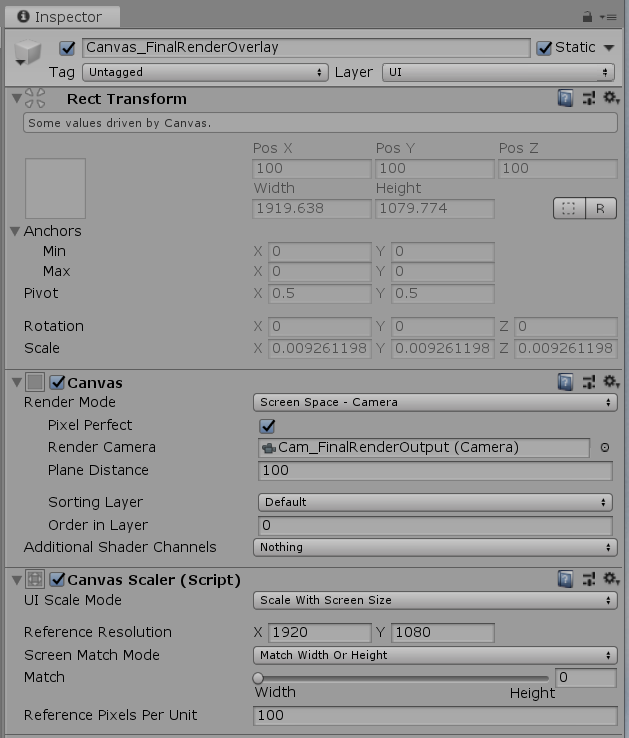 Inspector
Canvas_FinalRenderOverlay Static
Tag Untagged Layer UI
Rect Transform
Some values driven by Canvas.
Pos X Pos Y Pos Z
100 100 100
Width Height
1919.638 1079.774
R
Anchors
Min X 0 Y 0
Max X 0 Y 0
Pivot X 0.5 Y 0.5
Rotation X 0 Y 0 Z 0
Scale X 0.009261198 Y 0.009261198 Z 0.009261198
Canvas
Render Mode Screen Space - Camera
Pixel Perfect
Render Camera Cam_FinalRenderOutput (Camera)
Plane Distance 100
Sorting Layer Default
Order in Layer 0
Additional Shader Channels Nothing
Canvas Scaler (Script)
UI Scale Mode Scale With Screen Size
Reference Resolution X 1920 Y 1080
Screen Match Mode Match Width Or Height
Match 0
Width Height
Reference Pixels Per Unit 100